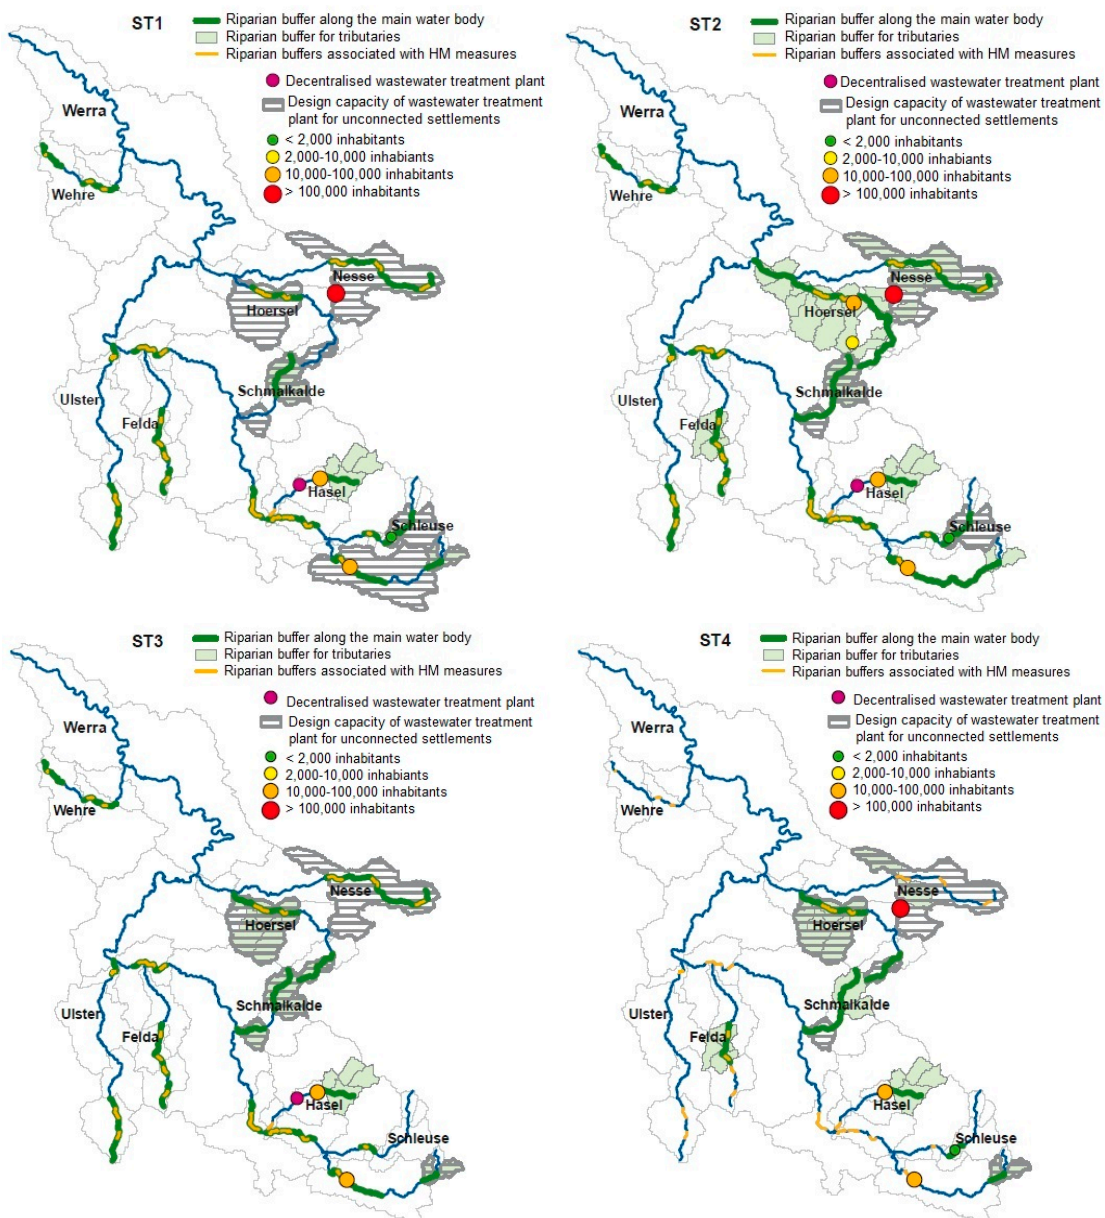 ST1
Riparian buffer along the main water body
Riparian buffer for tributaries
Riparian buffers associated with HM measures
Decentralised wastewater treatment plant
Design capacity of wastewater treatment
plant for unconnected settlements
< 2,000 inhabitants
2,000-10,000 inhabiants
10,000-100,000 inhabitants
> 100,000 inhabitants
Werra
Wehre
Nesse
Hoersel
Schmalkalde
Ulster
Felda
Hasel
Schleuse
ST2
Riparian buffer along the main water body
Riparian buffer for tributaries
Riparian buffers associated with HM measures
Decentralised wastewater treatment plant
Design capacity of wastewater treatment
plant for unconnected settlements
< 2,000 inhabitants
2,000-10,000 inhabiants
10,000-100,000 inhabitants
> 100,000 inhabitants
Werra
Wehre
Nesse
Hoersel
Schmalkalde
Ulster
Felda
Hasel
Schleuse
ST3
Riparian buffer along the main water body
Riparian buffer for tributaries
Riparian buffers associated with HM measures
Decentralised wastewater treatment plant
Design capacity of wastewater treatment
plant for unconnected settlements
< 2,000 inhabitants
2,000-10,000 inhabiants
10,000-100,000 inhabitants
> 100,000 inhabitants
Werra
Wehre
Nesse
Hoersel
Schmalkalde
Ulster
Felda
Hasel
Schleuse
ST4
Riparian buffer along the main water body
Riparian buffer for tributaries
Riparian buffers associated with HM measures
Decentralised wastewater treatment plant
Design capacity of wastewater treatment
plant for unconnected settlements
< 2,000 inhabitants
2,000-10,000 inhabiants
10,000-100,000 inhabitants
> 100,000 inhabitants
Werra
Wehre
Nesse
Hoersel
Schmalkalde
Ulster
Felda
Hasel
Schleuse